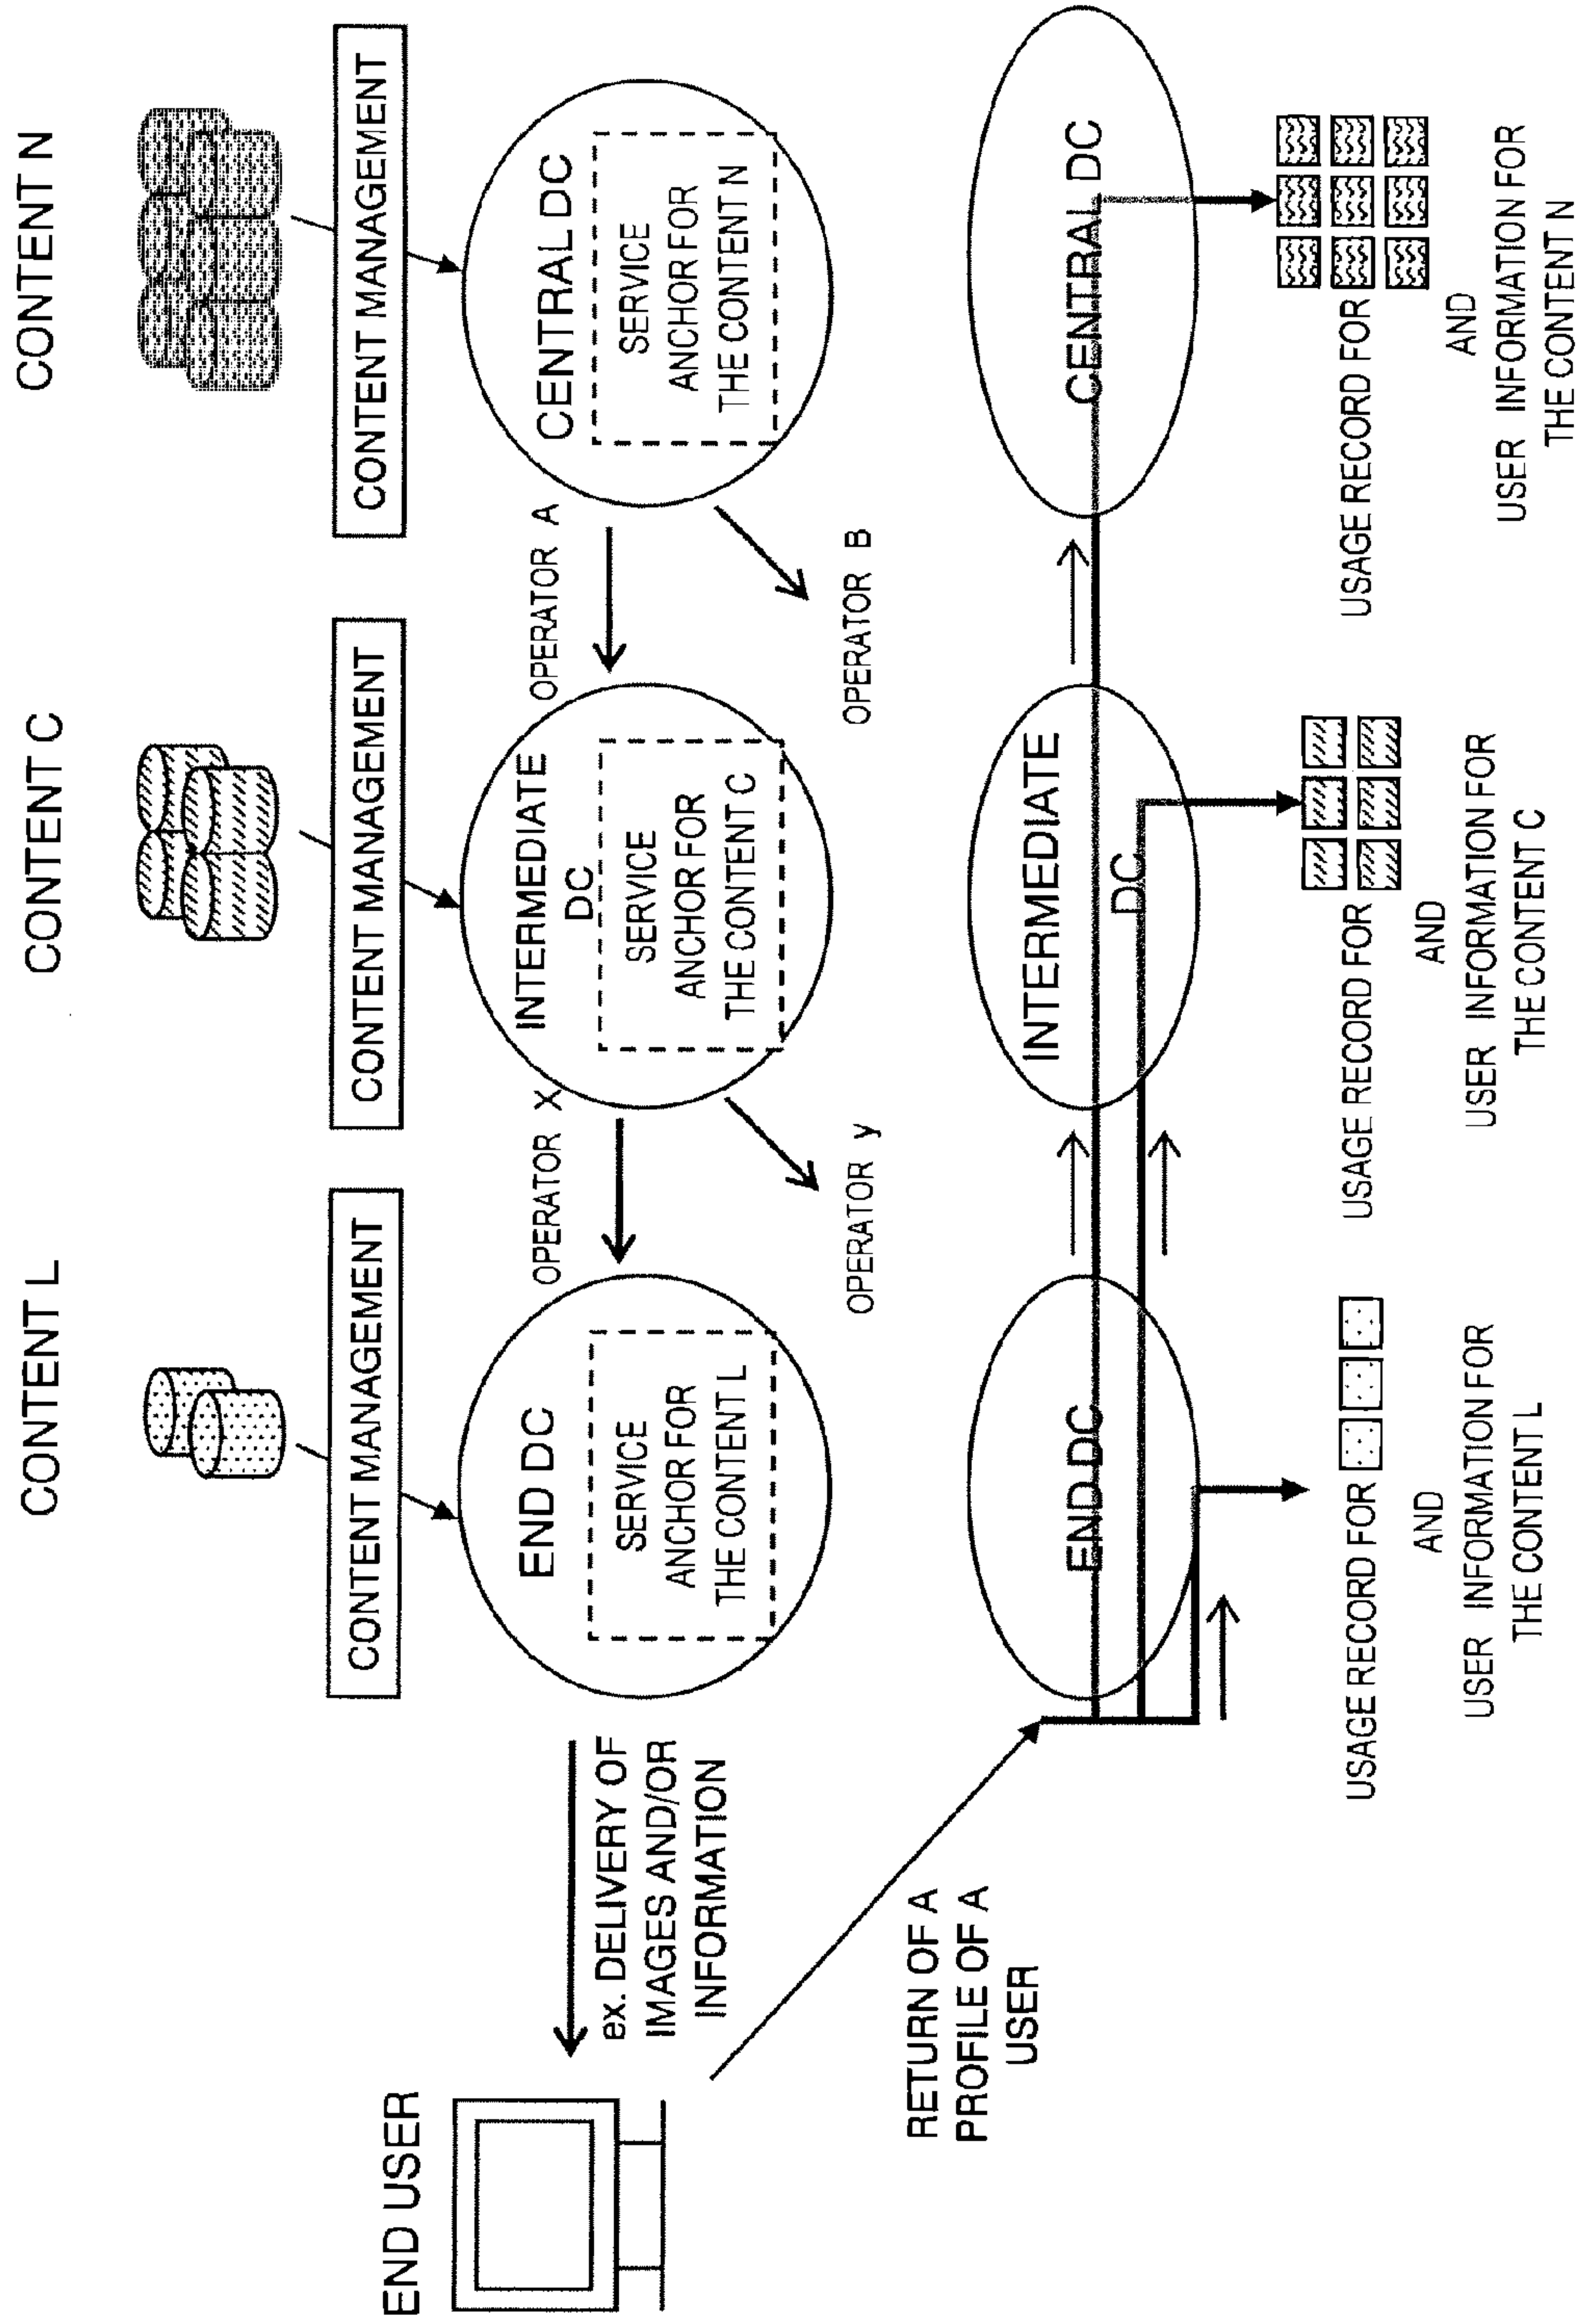 CONTENT L
CONTENT C
CONTENT N
CONTENT MANAGEMENT
CONTENT MANAGEMENT
CONTENT MANAGEMENT
END USER
END DC
SERVICE
ANCHOR FOR
THE CONTENT L
OPERATOR X
INTERMEDIATE
DC
SERVICE
ANCHOR FOR
THE CONTENT C
OPERATOR A
CENTRAL DC
SERVICE
ANCHOR FOR
THE CONTENT N
ex. DELIVERY OF
IMAGES AND/OR
INFORMATION
OPERATOR y
OPERATOR B
RETURN OF A
PROFILE OF A
USER
END DC
INTERMEDIATE
DC
CENTRAL DC
USAGE RECORD FOR
AND
USER INFORMATION FOR
THE CONTENT L
USAGE RECORD FOR
AND
USER INFORMATION FOR
THE CONTENT C
USAGE RECORD FOR
AND
USER INFORMATION FOR
THE CONTENT N